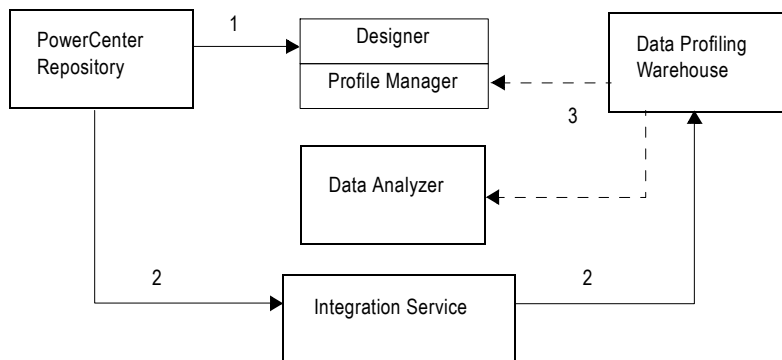 PowerCenter
Repository
1
Designer
Profile Manager
Data Profiling
Warehouse
3
Data Analyzer
2
2
Integration Service